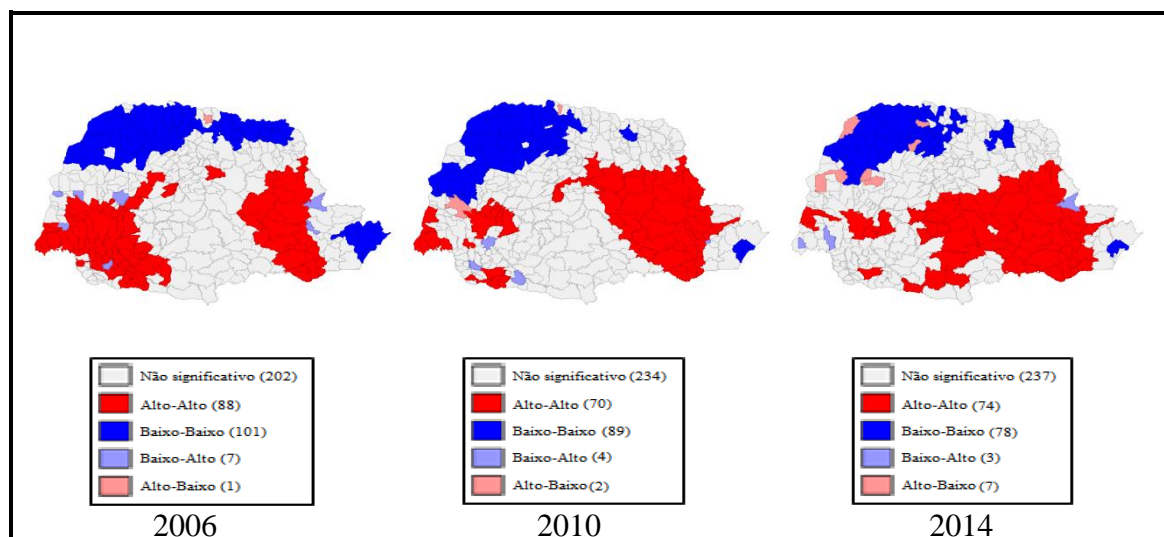 Não significativo (202)
Alto-Alto (88)
Baixo-Baixo (101)
Baixo-Alto (7)
Alto-Baixo (1)
2006
Não significativo (234)
Alto-Alto (70)
Baixo-Baixo (89)
Baixo-Alto (4)
Alto-Baixo (2)
2010
Não significativo (237)
Alto-Alto (74)
Baixo-Baixo (78)
Baixo-Alto (3)
Alto-Baixo (7)
2014